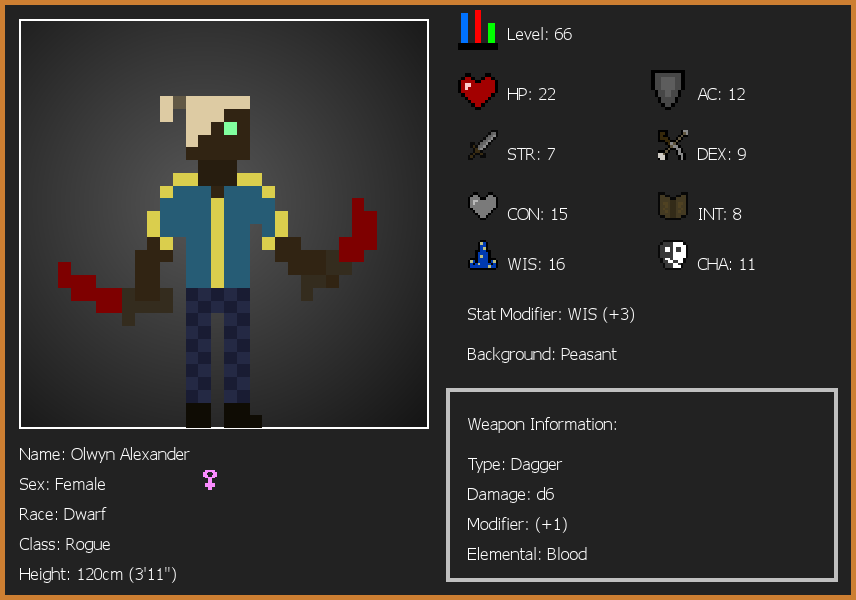 Level: 66
HP: 22
AC: 12
STR: 7
DEX: 9
CON: 15
INT: 8
WIS: 16
CHA: 11
Stat Modifier: WIS (+3)
Background: Peasant
Name: Olwyn Alexander
Sex: Female
Race: Dwarf
Class: Rogue
Height: 120cm (3'11")
Weapon Information:
Type: Dagger
Damage: d6
Modifier: (+1)
Elemental: Blood